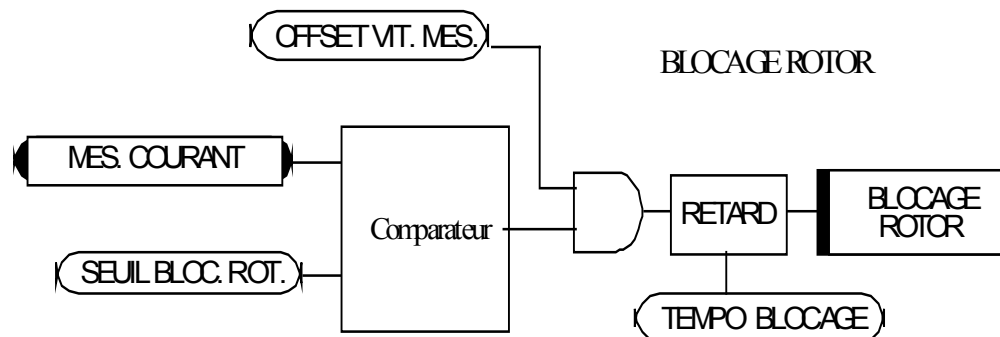 OFFSET VIT. MES.
BLOCAGE ROTOR
MES. COURANT
Comparateur
RETARD
BLOCAGE
ROTOR
SEUIL BLOC. ROT.
TEMPO BLOCAGE